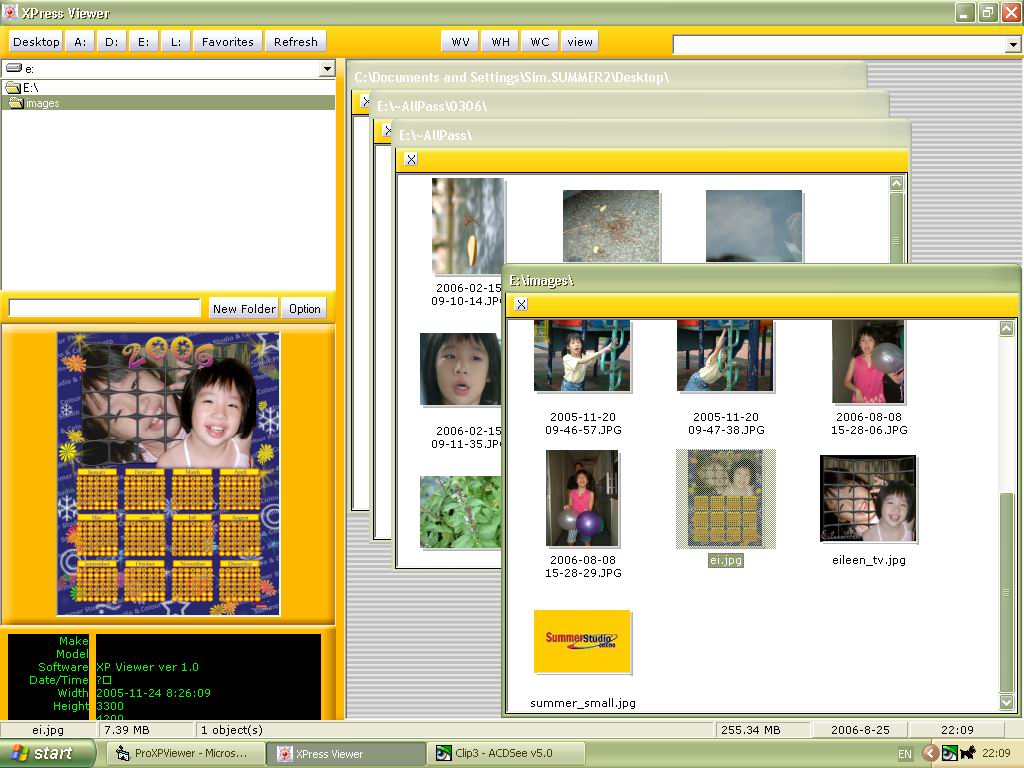 XPress Viewer
Desktop A: D: E: L: Favorites Refresh WV WH WC view
e:
E:\
images
New Folder Option
2006
January February March April
May June July August
September October November December
Make
Model
Software XP Viewer ver 1.0
Date/Time ?
Width 2005-11-24 8:26:09
Height 3300
4200
C:\Documents and Settings\Sim.SUMMER2\Desktop\
X
E:\~AllPass\0306\
X
E:\~AllPass\
X
2006-02-15
09-10-14.JPG
2006-02-15
09-11-35.JPG
E:\images\
X
2005-11-20
09-46-57.JPG
2005-11-20
09-47-38.JPG
2006-08-08
15-28-06.JPG
2006-08-08
15-28-29.JPG
ei.jpg
eileen_tv.jpg
SummerStudio
online
summer_small.jpg
ei.jpg 7.39 MB 1 object(s) 255.34 MB 2006-8-25 22:09
start ProXPViewer - Micros... XPress Viewer Clip3 - ACDSee v5.0 EN 22:09